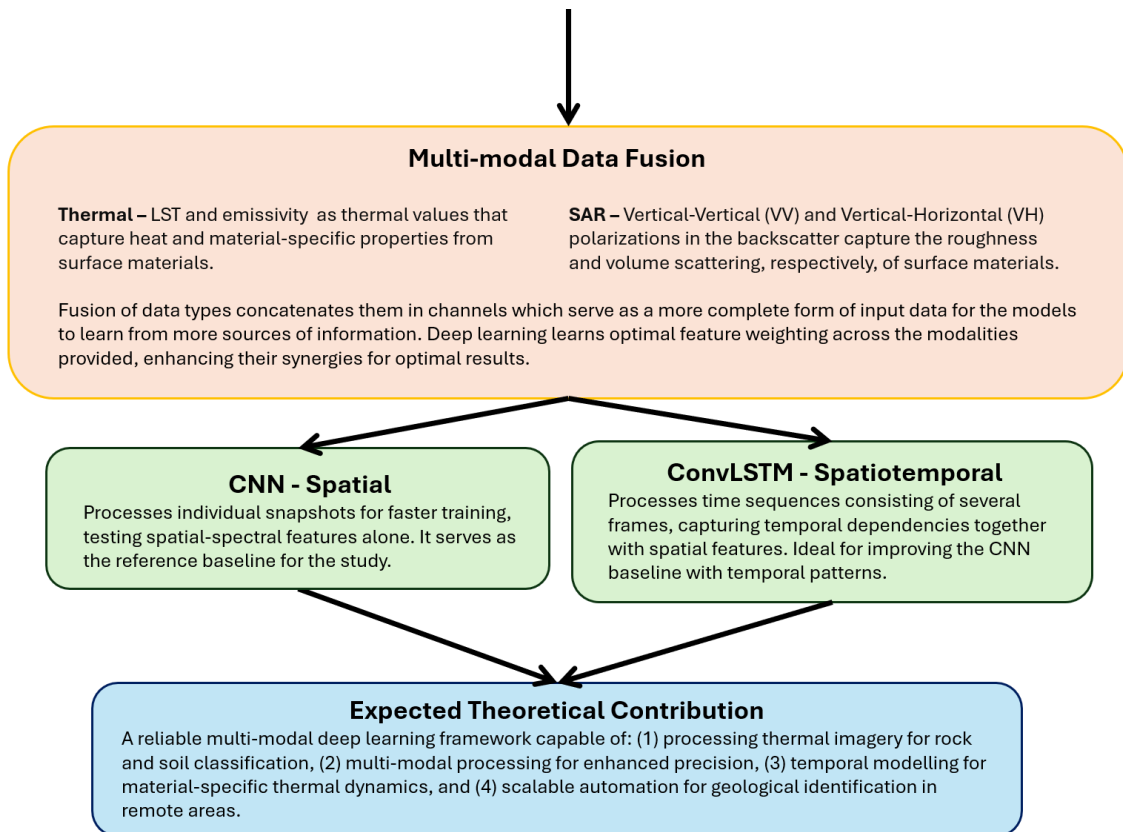 Multi-modal Data Fusion
Thermal – LST and emissivity as thermal values that
capture heat and material-specific properties from
surface materials.
SAR – Vertical-Vertical (VV) and Vertical-Horizontal (VH)
polarizations in the backscatter capture the roughness
and volume scattering, respectively, of surface materials.
Fusion of data types concatenates them in channels which serve as a more complete form of input data for the models
to learn from more sources of information. Deep learning learns optimal feature weighting across the modalities
provided, enhancing their synergies for optimal results.
CNN - Spatial
Processes individual snapshots for faster training,
testing spatial-spectral features alone. It serves as
the reference baseline for the study.
ConvLSTM - Spatiotemporal
Processes time sequences consisting of several
frames, capturing temporal dependencies together
with spatial features. Ideal for improving the CNN
baseline with temporal patterns.
Expected Theoretical Contribution
A reliable multi-modal deep learning framework capable of: (1) processing thermal imagery for rock
and soil classification, (2) multi-modal processing for enhanced precision, (3) temporal modelling for
material-specific thermal dynamics, and (4) scalable automation for geological identification in
remote areas.